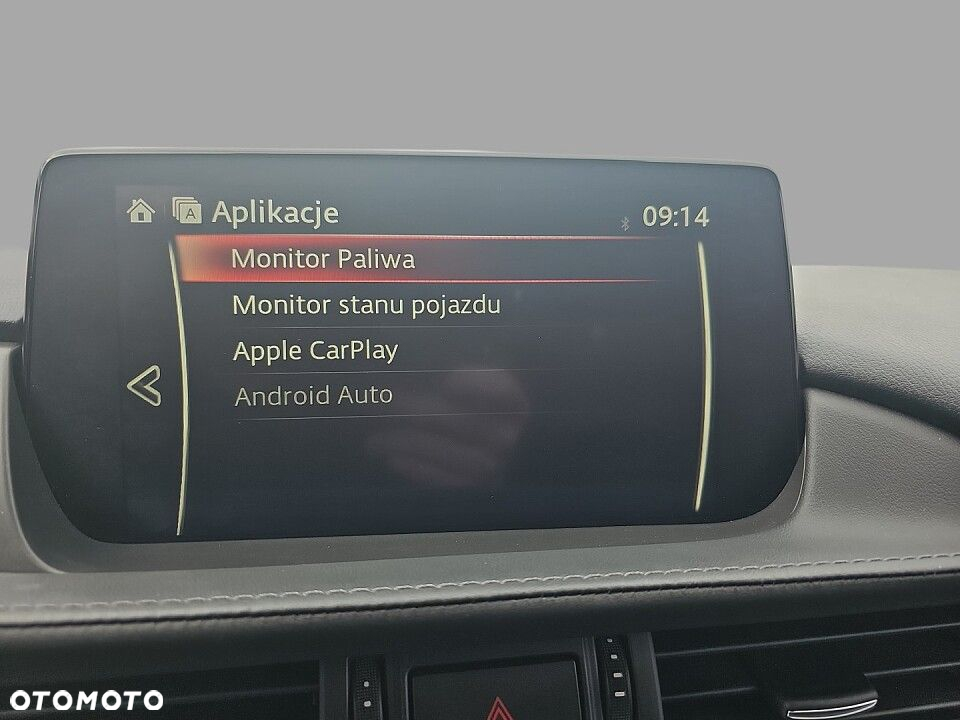 Aplikacje
09:14
Monitor Paliwa
Monitor stanu pojazdu
Apple CarPlay
Android Auto
OTOMOTO